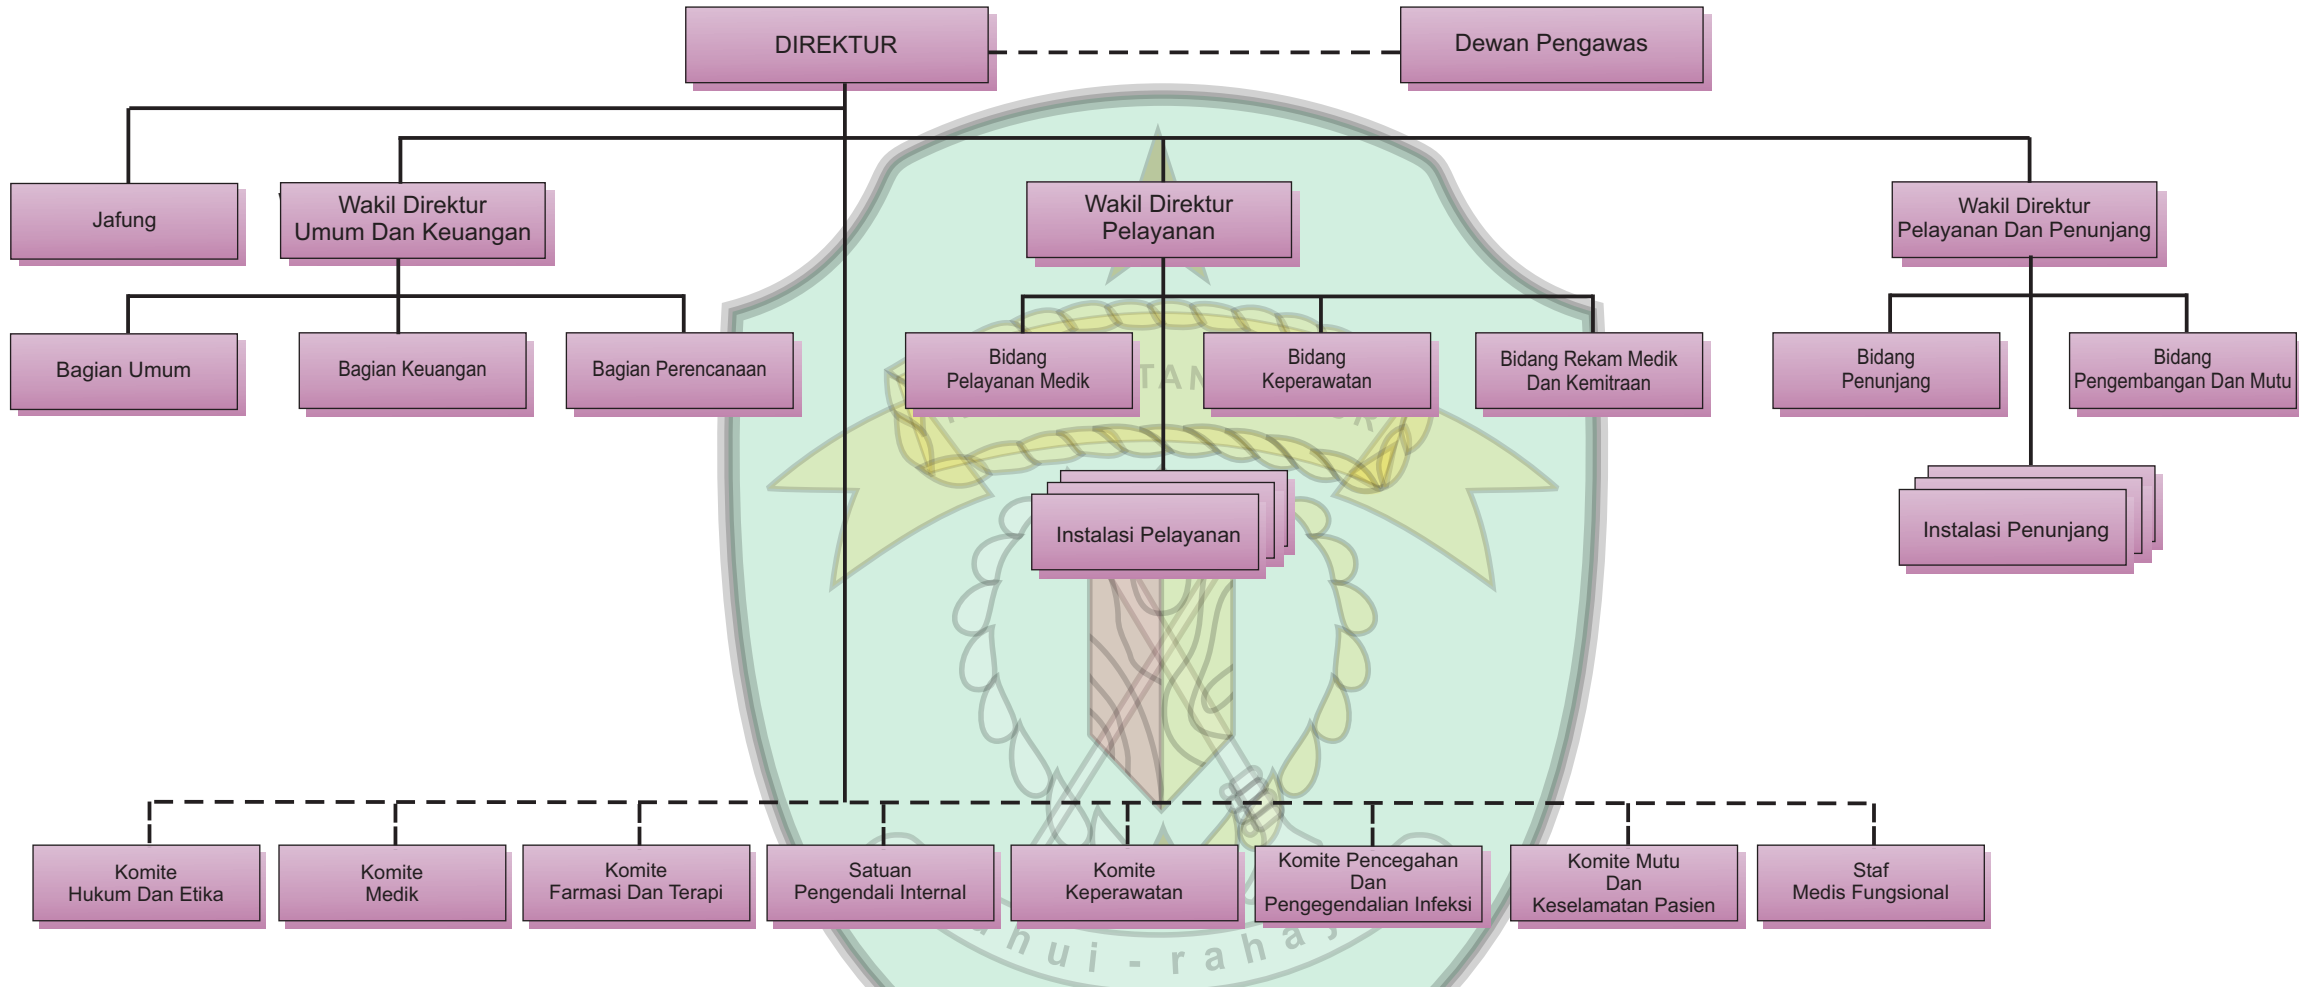 DIREKTUR
Dewan Pengawas
Jafung
Wakil Direktur
Umum Dan Keuangan
Wakil Direktur
Pelayanan
Wakil Direktur
Pelayanan Dan Penunjang
Bagian Umum
Bagian Keuangan
Bagian Perencanaan
Bidang
Pelayanan Medik
Bidang
Keperawatan
Bidang Rekam Medik
Dan Kemitraan
Bidang
Penunjang
Bidang
Pengembangan Dan Mutu
Instalasi Pelayanan
Instalasi Penunjang
Komite
Hukum Dan Etika
Komite
Medik
Komite
Farmasi Dan Terapi
Satuan
Pengendali Internal
Komite
Keperawatan
Komite Pencegahan
Dan
Pengegendalian Infeksi
Komite Mutu
Dan
Keselamatan Pasien
Staf
Medis Fungsional